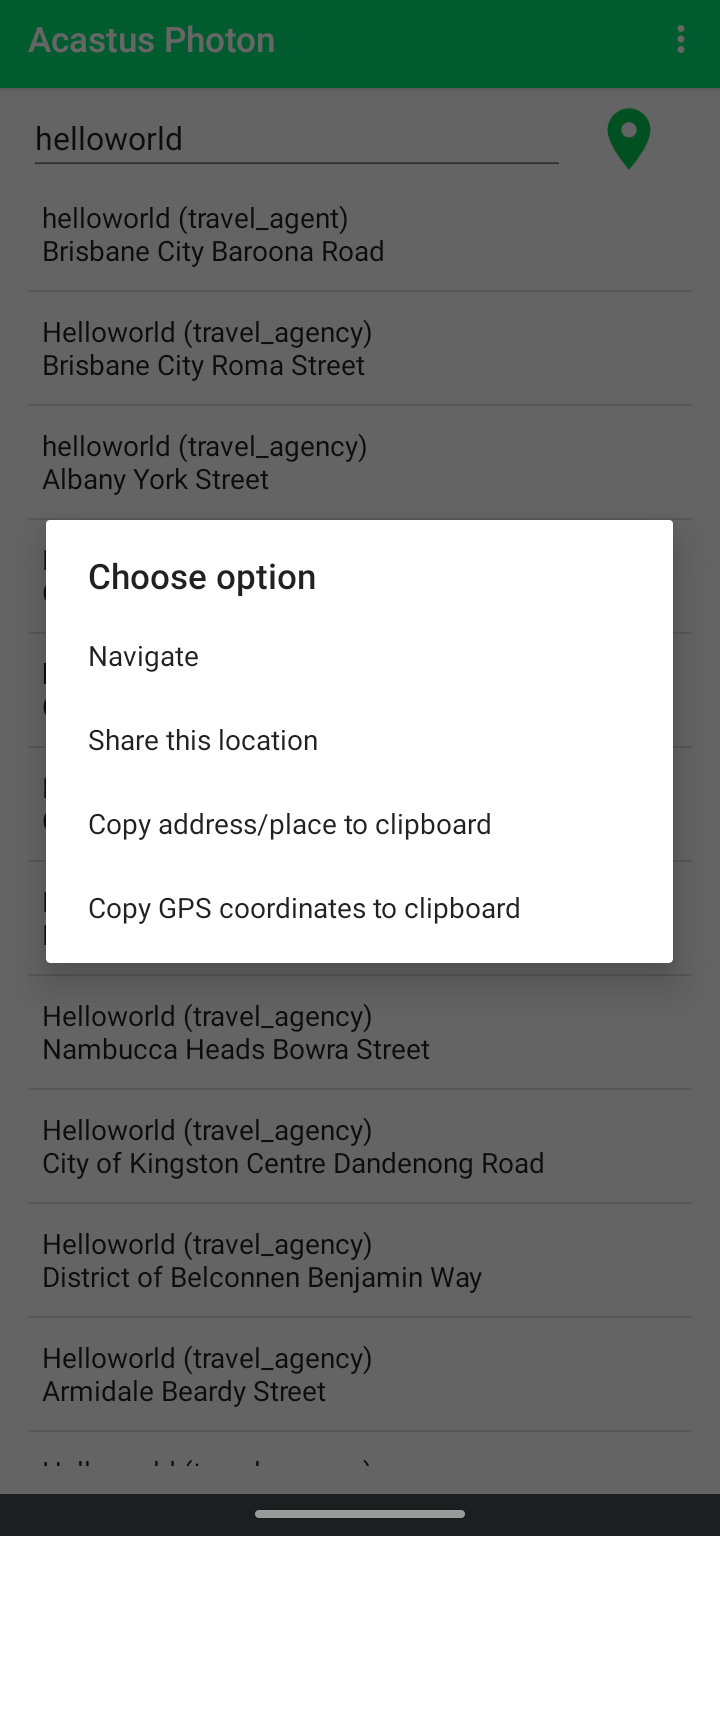 Acastus Photon
helloworld
helloworld (travel_agent)
Brisbane City Baroona Road
Helloworld (travel_agency)
Brisbane City Roma Street
helloworld (travel_agency)
Albany York Street
Choose option
Navigate
Share this location
Copy address/place to clipboard
Copy GPS coordinates to clipboard
Helloworld (travel_agency)
Nambucca Heads Bowra Street
Helloworld (travel_agency)
City of Kingston Centre Dandenong Road
Helloworld (travel_agency)
District of Belconnen Benjamin Way
Helloworld (travel_agency)
Armidale Beardy Street